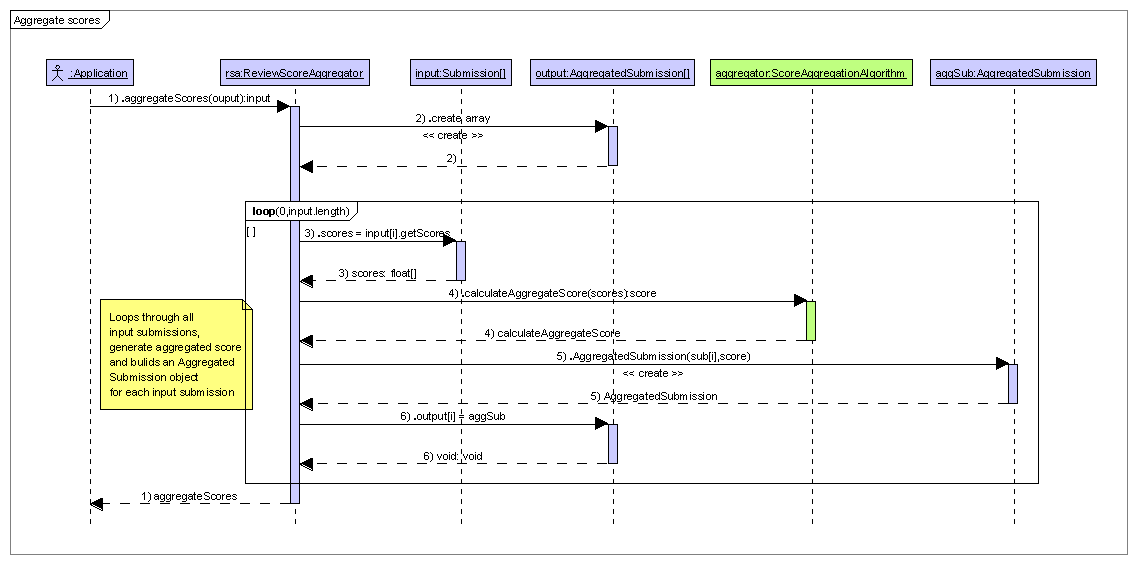 Aggregate scores
:Application
rsa:ReviewScoreAggregator
input:Submission[]
output:AggregatedSubmission[]
aggregator:ScoreAggregationAlgorithm
aggSub:AggregatedSubmission
1) .aggregateScores(ouput):input
2) .create array
<< create >>
2)
loop(0,input.length)
[ ]
3) .scores = input[i].getScores
3) scores: float[]
4) .calculateAggregateScore(scores):score
Loops through all
input submissions,
generate aggregated score
and bulids an Aggregated
Submission object
for each input submission
4) calculateAggregateScore
5) .AggregatedSubmission(sub[i],score)
<< create >>
5) AggregatedSubmission
6) .output[i] = aggSub
6) void: void
1) aggregateScores